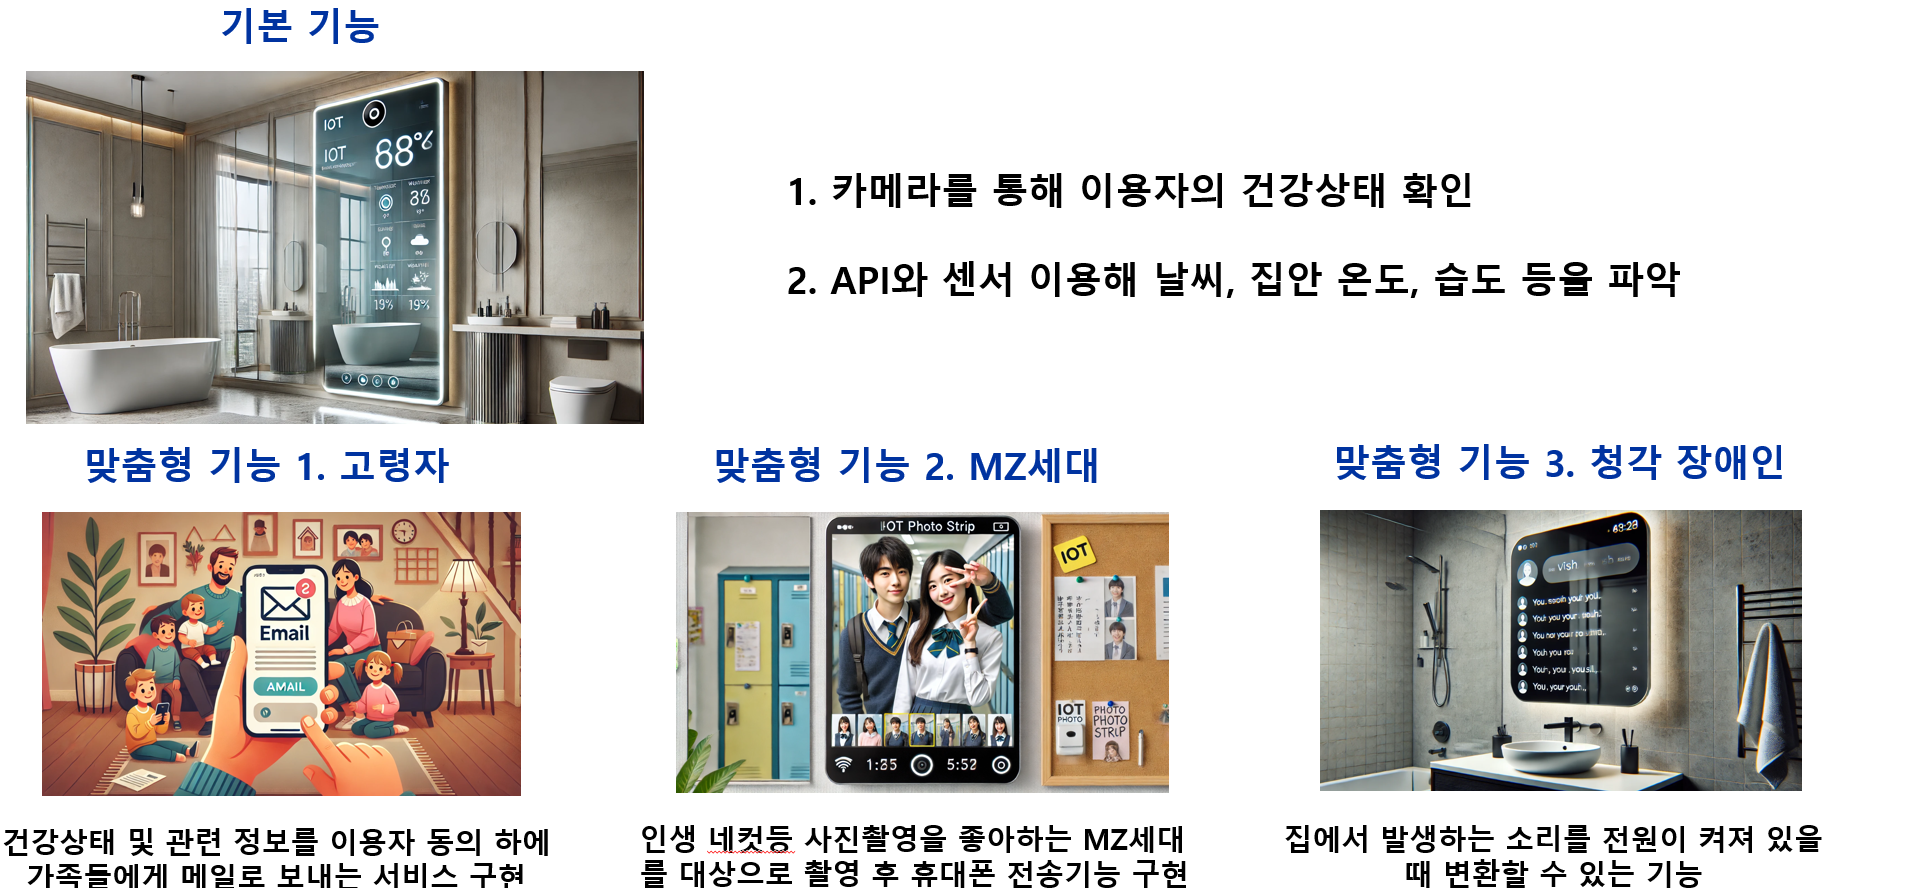 기본 기능
IOT
IOT
88%
88
19%
19%
1. 카메라를 통해 이용자의 건강상태 확인
2. API와 센서 이용해 날씨, 집안 온도, 습도 등을 파악
맞춤형 기능 1. 고령자
맞춤형 기능 2. MZ세대
맞춤형 기능 3. 청각 장애인
2
Email
AMAIL
IOT Photo Strip
IOT
IOT
PHOTO
PHOTO
PHOTO
STRIP
1:35
5:52
63:28
vish
건강상태 및 관련 정보를 이용자 동의 하에
가족들에게 메일로 보내는 서비스 구현
인생 네컷등 사진촬영을 좋아하는 MZ세대
를 대상으로 촬영 후 휴대폰 전송기능 구현
집에서 발생하는 소리를 전원이 켜져 있을
때 변환할 수 있는 기능